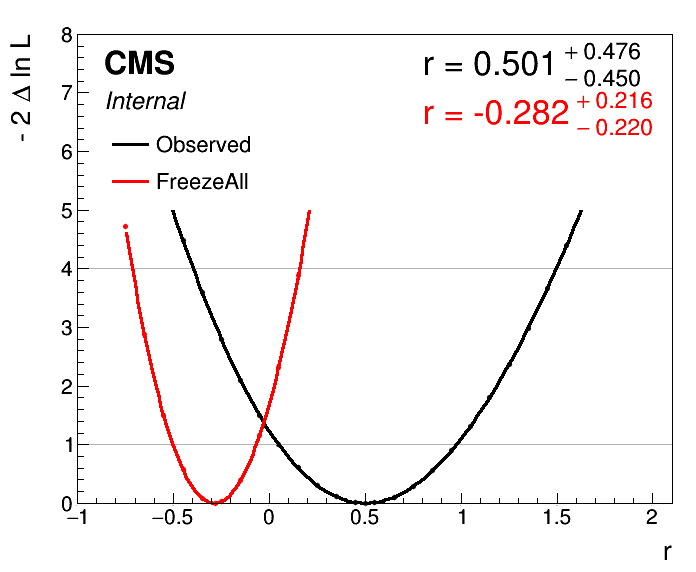 - 2 Δ ln L
8
7
6
5
4
3
2
1
0
CMS
Internal
Observed
FreezeAll
r = 0.501 + 0.476 − 0.450
r = -0.282 + 0.216 − 0.220
−1 −0.5 0 0.5 1 1.5 2
r